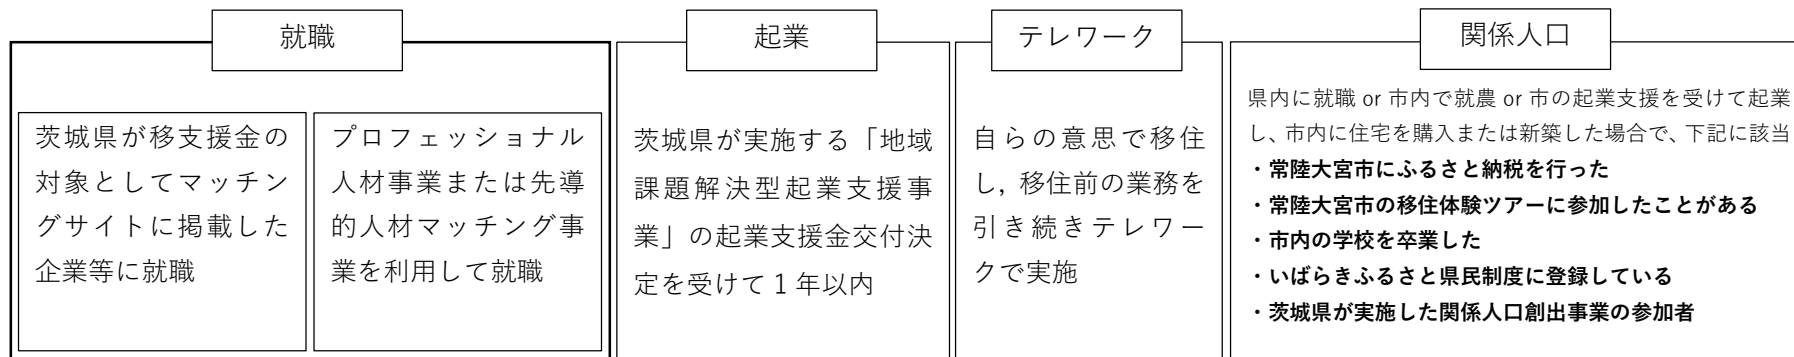 就職
茨城県が移支援金の
対象としてマッチン
グサイトに掲載した
企業等に就職
プロフェッショナル
人材事業または先導
的人材マッチング事
業を利用して就職
起業
茨城県が実施する「地域
課題解決型起業支援事
業」の起業支援金交付決
定を受けて１年以内
テレワーク
自らの意思で移住
し, 移住前の業務を
引き続きテレワー
クで実施
関係人口
県内に就職 or 市内で就農 or 市の起業支援を受けて起業
し、市内に住宅を購入または新築した場合で、下記に該当
・常陸大宮市にふるさと納税を行った
・常陸大宮市の移住体験ツアーに参加したことがある
・市内の学校を卒業した
・いばらきふるさと県民制度に登録している
・茨城県が実施した関係人口創出事業の参加者